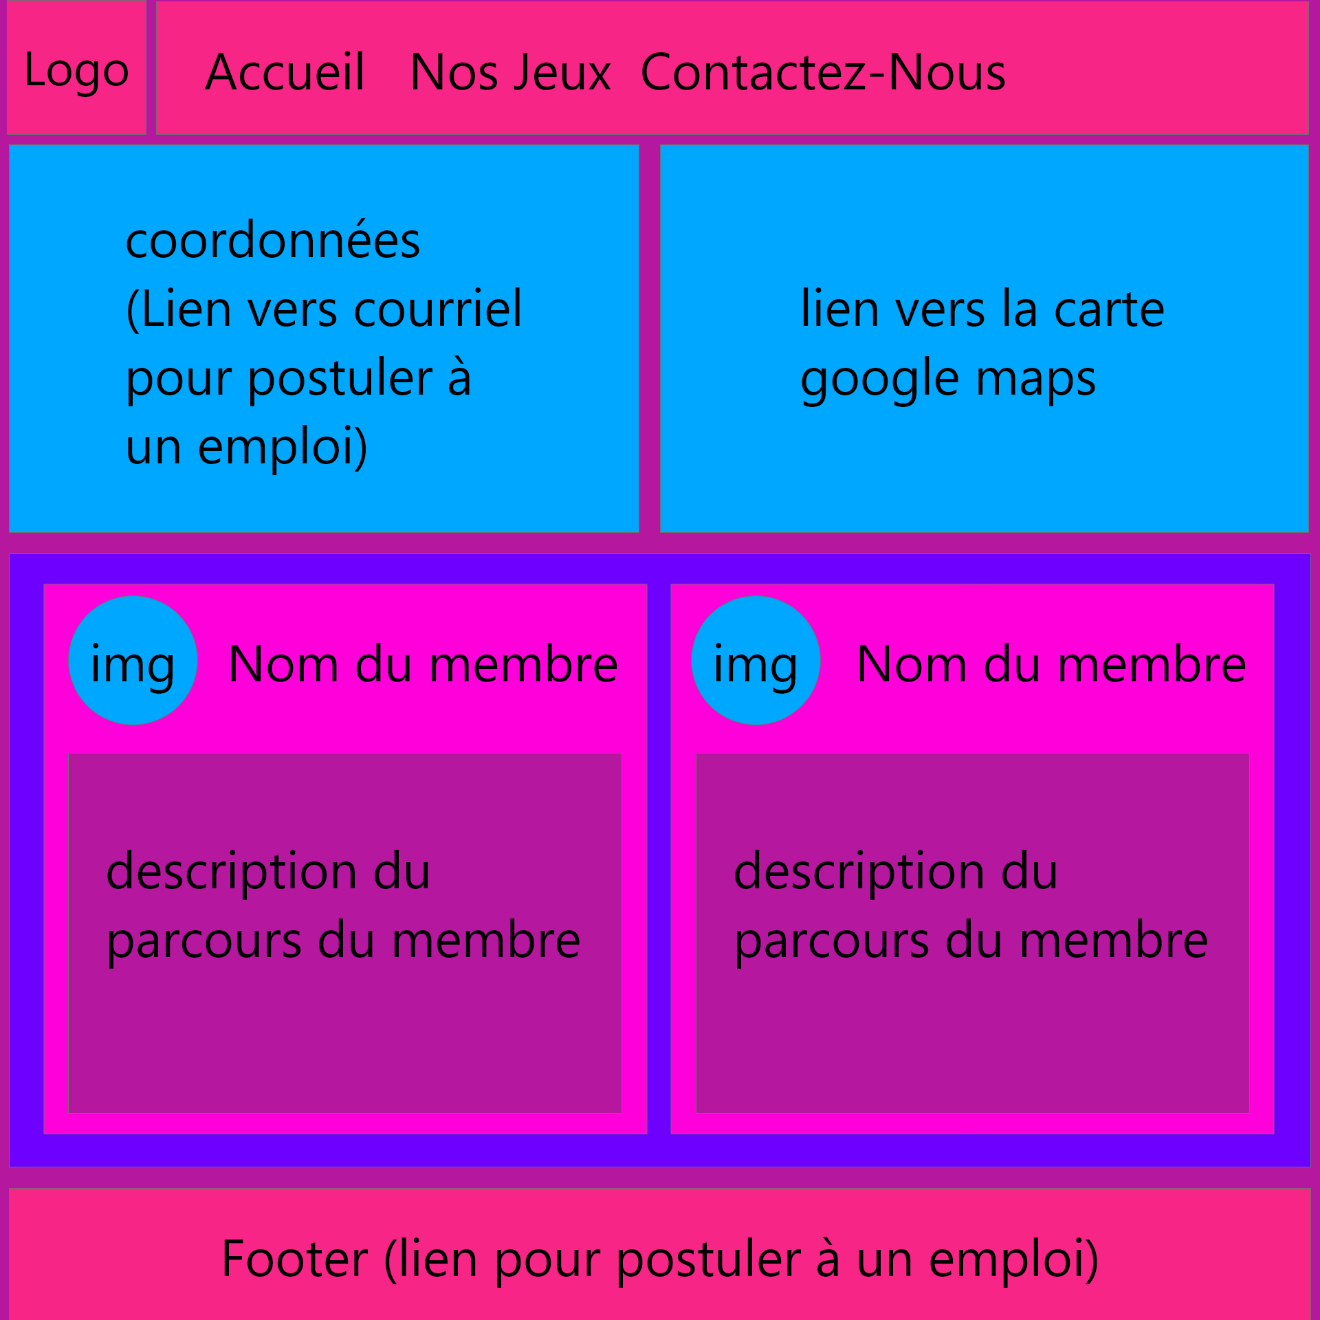 Logo
Accueil Nos Jeux Contactez-Nous
coordonnées
(Lien vers courriel
pour postuler à
un emploi)
lien vers la carte
google maps
img
Nom du membre
description du
parcours du membre
img
Nom du membre
description du
parcours du membre
Footer (lien pour postuler à un emploi)